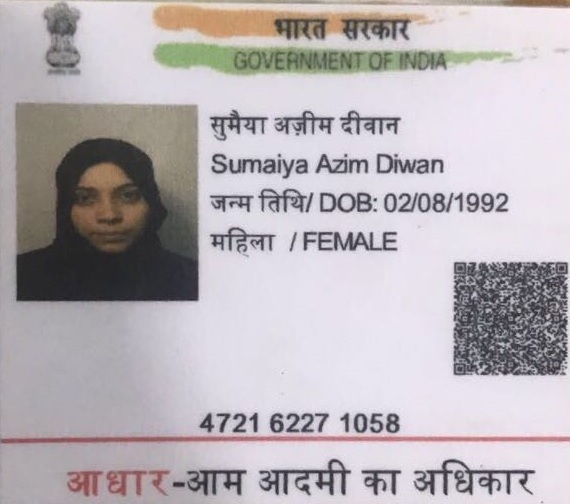 भारत सरकार
GOVERNMENT OF INDIA
सुमैया अज़ीम दीवान
Sumaiya Azim Diwan
जन्म तिथि/ DOB: 02/08/1992
महिला / FEMALE
4721 6227 1058
आधार-आम आदमी का अधिकार